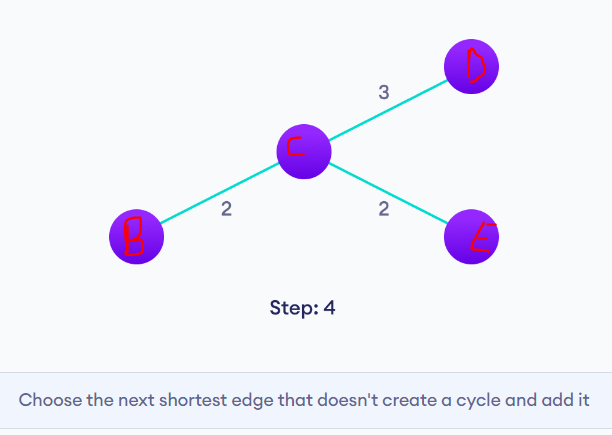 D
3
C
2
2
B
E
Step: 4
Choose the next shortest edge that doesn't create a cycle and add it